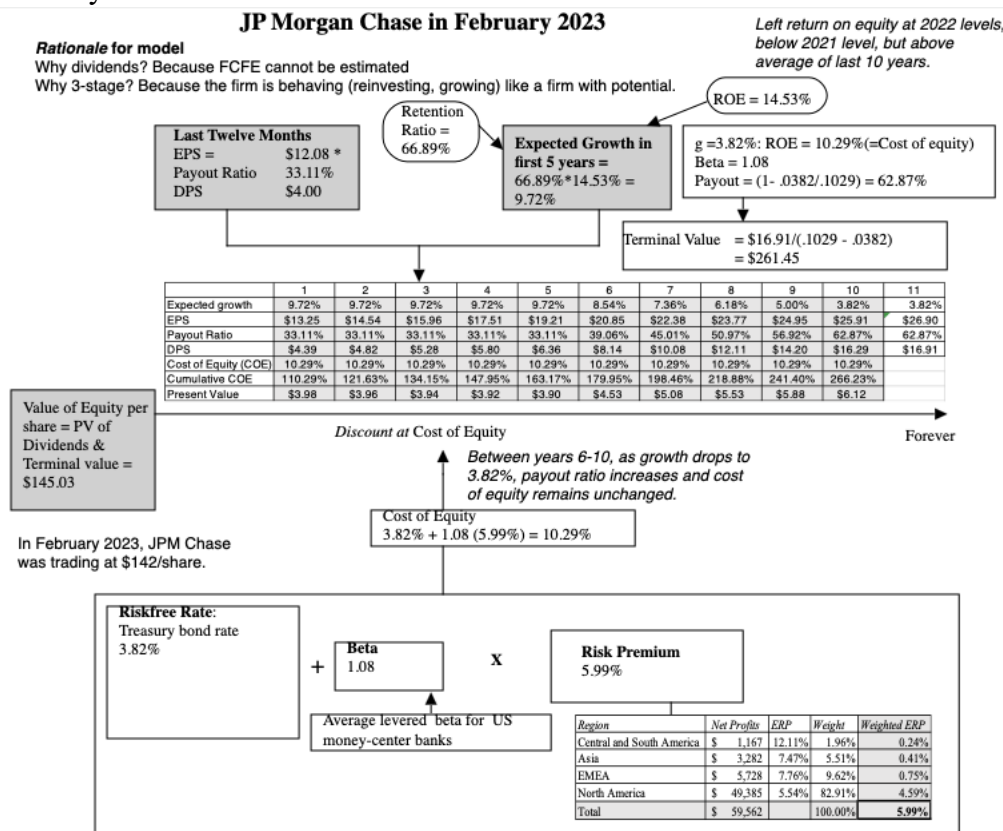 JP Morgan Chase in February 2023
Left return on equity at 2022 levels,
below 2021 level, but above
average of last 10 years.
Rationale for model
Why dividends? Because FCFE cannot be estimated
Why 3-stage? Because the firm is behaving (reinvesting, growing) like a firm with potential.
ROE = 14.53%
Retention
Ratio =
66.89%
Last Twelve Months
EPS = $12.08 *
Payout Ratio 33.11%
DPS $4.00
Expected Growth in
first 5 years =
66.89%*14.53% =
9.72%
g =3.82%: ROE = 10.29%(=Cost of equity)
Beta = 1.08
Payout = (1- .0382/.1029) = 62.87%
Terminal Value = $16.91/(.1029 - .0382)
= $261.45
1 2 3 4 5 6 7 8 9 10 11
Expected growth 9.72% 9.72% 9.72% 9.72% 9.72% 8.54% 7.36% 6.18% 5.00% 3.82% 3.82%
EPS $13.25 $14.54 $15.96 $17.51 $19.21 $20.85 $22.38 $23.77 $24.95 $25.91 $26.90
Payout Ratio 33.11% 33.11% 33.11% 33.11% 33.11% 39.06% 45.01% 50.97% 56.92% 62.87% 62.87%
DPS $4.39 $4.82 $5.28 $5.80 $6.36 $8.14 $10.08 $12.11 $14.20 $16.29 $16.91
Cost of Equity (COE) 10.29% 10.29% 10.29% 10.29% 10.29% 10.29% 10.29% 10.29% 10.29% 10.29%
Cumulative COE 110.29% 121.63% 134.15% 147.95% 163.17% 179.95% 198.46% 218.88% 241.40% 266.23%
Present Value $3.98 $3.96 $3.94 $3.92 $3.90 $4.53 $5.08 $5.53 $5.88 $6.12
Value of Equity per
share = PV of
Dividends &
Terminal value =
$145.03
Discount at Cost of Equity
Forever
Between years 6-10, as growth drops to
3.82%, payout ratio increases and cost
of equity remains unchanged.
Cost of Equity
3.82% + 1.08 (5.99%) = 10.29%
In February 2023, JPM Chase
was trading at $142/share.
Riskfree Rate:
Treasury bond rate
3.82%
+
Beta
1.08
X
Risk Premium
5.99%
Average levered beta for US
money-center banks
Region Net Profits ERP Weight Weighted ERP
Central and South America $ 1,167 12.11% 1.96% 0.24%
Asia $ 3,282 7.47% 5.51% 0.41%
EMEA $ 5,728 7.76% 9.62% 0.75%
North America $ 49,385 5.54% 82.91% 4.59%
Total $ 59,562 100.00% 5.99%